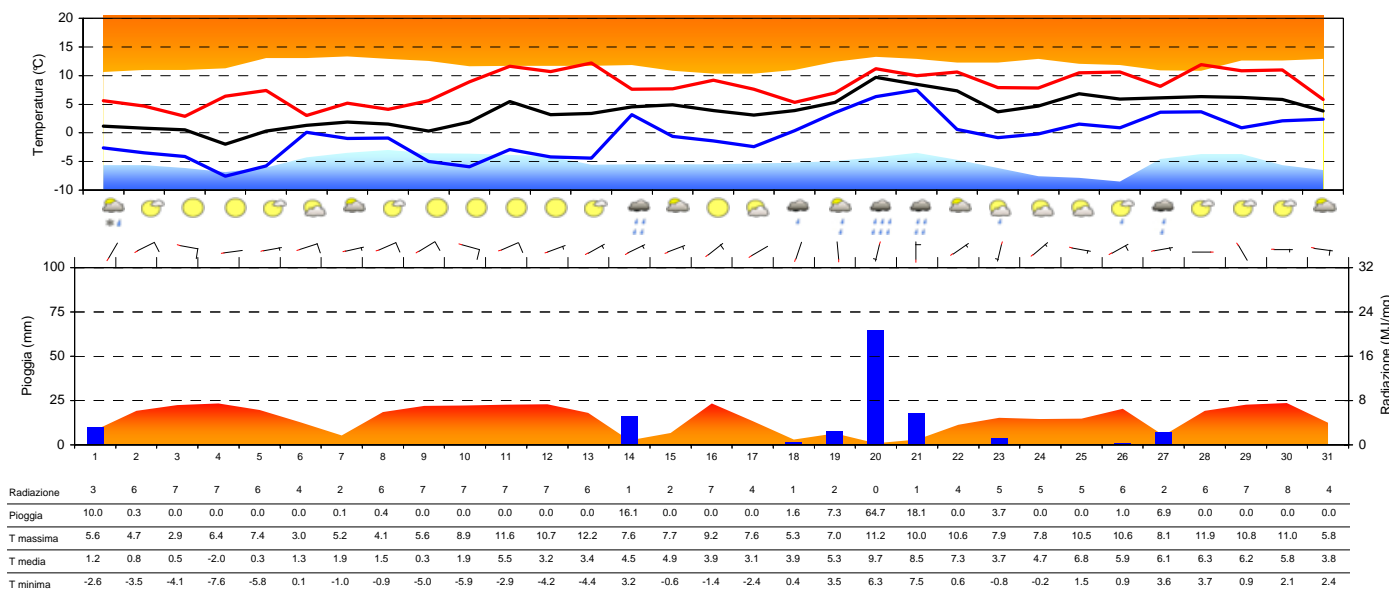 20
15
10
5
0
-5
-10
Temperatura (°C)
100
75
50
25
0
Pioggia (mm)
32
24
16
8
0
Radiazione (MJ/mq)
1 2 3 4 5 6 7 8 9 10 11 12 13 14 15 16 17 18 19 20 21 22 23 24 25 26 27 28 29 30 31
Radiazione 3 6 7 7 6 4 2 6 7 7 7 7 6 1 2 7 4 1 2 0 1 4 5 5 5 6 2 6 7 8 4
Pioggia 10.0 0.3 0.0 0.0 0.0 0.0 0.1 0.4 0.0 0.0 0.0 0.0 0.0 16.1 0.0 0.0 0.0 1.6 7.3 64.7 18.1 0.0 3.7 0.0 0.0 1.0 6.9 0.0 0.0 0.0 0.0
T massima 5.6 4.7 2.9 6.4 7.4 3.0 5.2 4.1 5.6 8.9 11.6 10.7 12.2 7.6 7.7 9.2 7.6 5.3 7.0 11.2 10.0 10.6 7.9 7.8 10.5 10.6 8.1 11.9 10.8 11.0 5.8
T media 1.2 0.8 0.5 -2.0 0.3 1.3 1.9 1.5 0.3 1.9 5.5 3.2 3.4 4.5 4.9 3.9 3.1 3.9 5.3 9.7 8.5 7.3 3.7 4.7 6.8 5.9 6.1 6.3 6.2 5.8 3.8
T minima -2.6 -3.5 -4.1 -7.6 -5.8 0.1 -1.0 -0.9 -5.0 -5.9 -2.9 -4.2 -4.4 3.2 -0.6 -1.4 -2.4 0.4 3.5 6.3 7.5 0.6 -0.8 -0.2 1.5 0.9 3.6 3.7 0.9 2.1 2.4